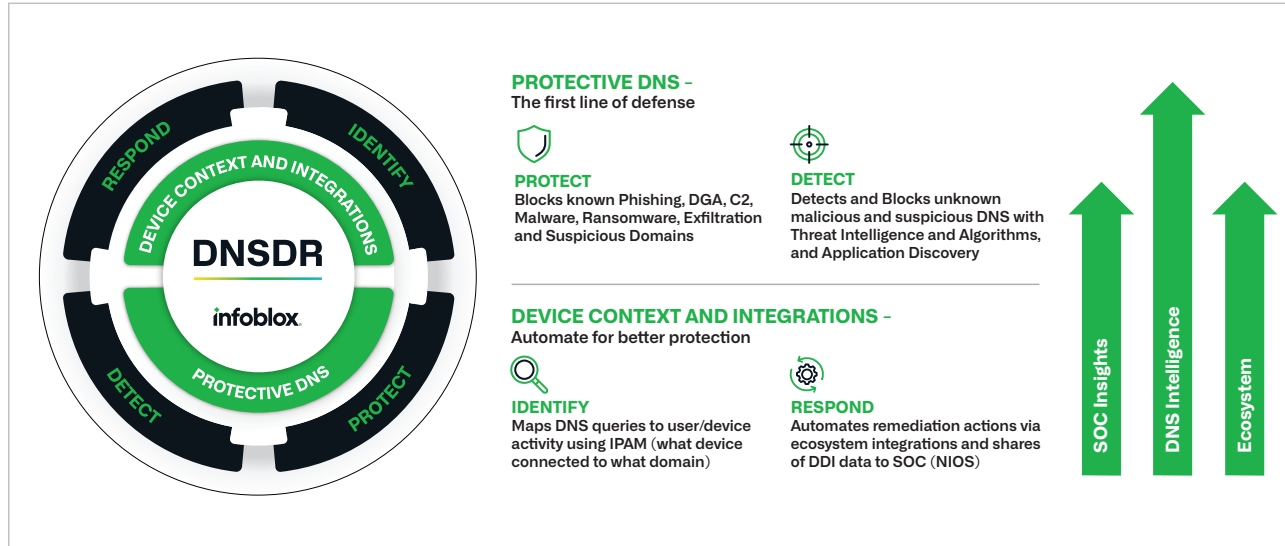 RESPOND
IDENTIFY
DEVICE CONTEXT AND INTEGRATIONS
DNSDR
infoblox.
PROTECTIVE DNS
DETECT
PROTECT
PROTECTIVE DNS –
The first line of defense
PROTECT
Blocks known Phishing, DGA, C2,
Malware, Ransomware, Exfiltration
and Suspicious Domains
DETECT
Detects and Blocks unknown
malicious and suspicious DNS with
Threat Intelligence and Algorithms,
and Application Discovery
DEVICE CONTEXT AND INTEGRATIONS –
Automate for better protection
IDENTIFY
Maps DNS queries to user/device
activity using IPAM (what device
connected to what domain)
RESPOND
Automates remediation actions via
ecosystem integrations and shares
of DDI data to SOC (NIOS)
SOC Insights
DNS Intelligence
Ecosystem